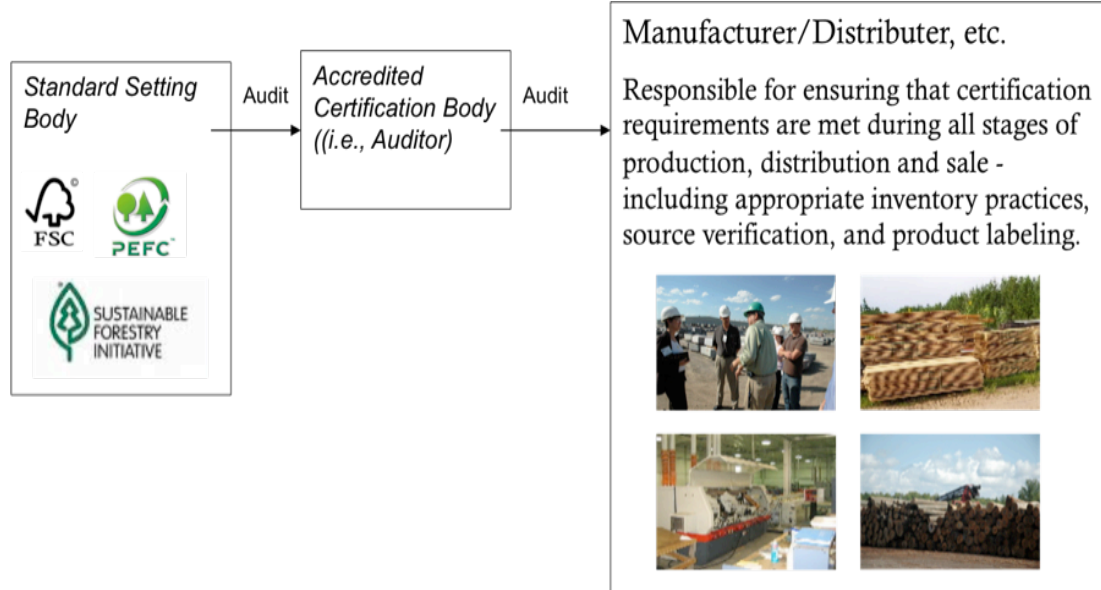 Standard Setting
Body
FSC
©
PEFC™
SUSTAINABLE
FORESTRY
INITIATIVE
Audit
Accredited
Certification Body
((i.e., Auditor)
Audit
Manufacturer/Distributer, etc.
Responsible for ensuring that certification
requirements are met during all stages of
production, distribution and sale -
including appropriate inventory practices,
source verification, and product labeling.